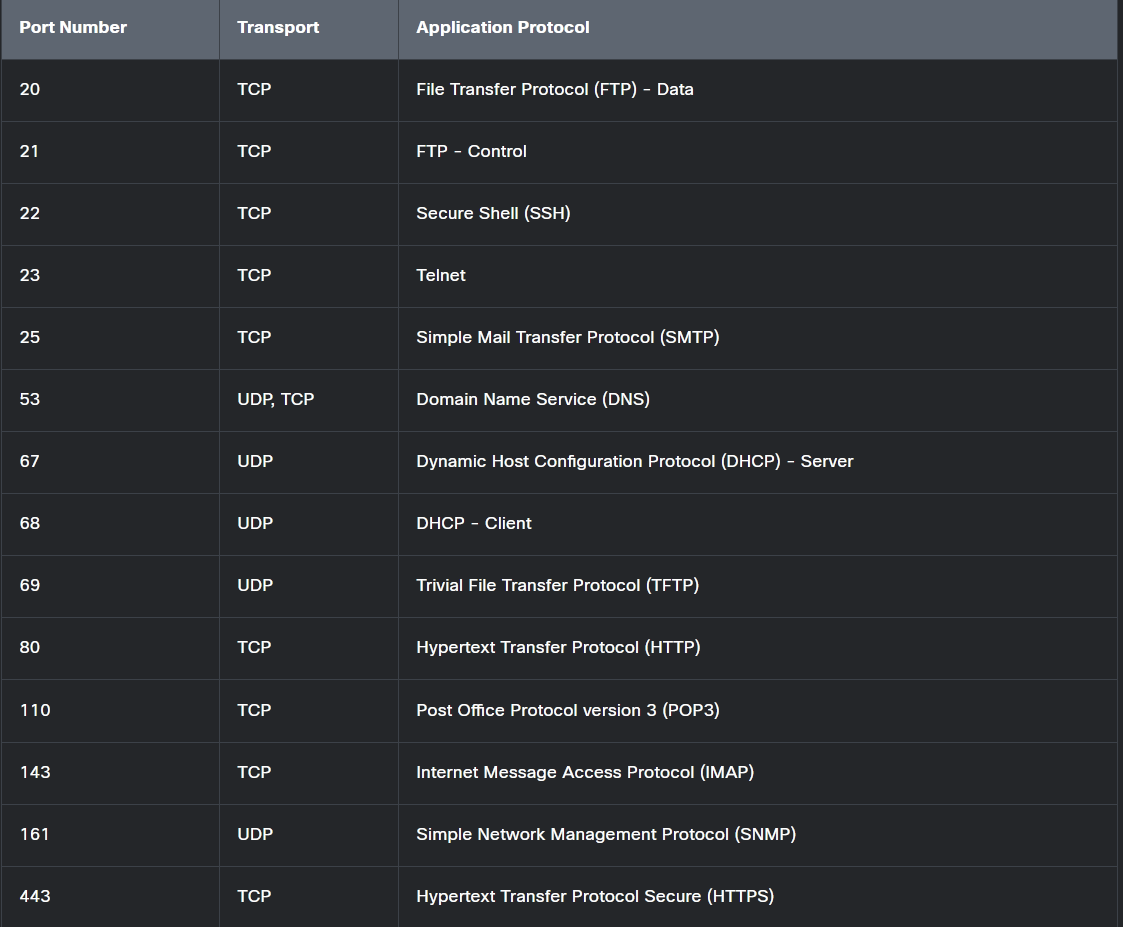 Port Number Transport Application Protocol
20 TCP File Transfer Protocol (FTP) - Data
21 TCP FTP - Control
22 TCP Secure Shell (SSH)
23 TCP Telnet
25 TCP Simple Mail Transfer Protocol (SMTP)
53 UDP, TCP Domain Name Service (DNS)
67 UDP Dynamic Host Configuration Protocol (DHCP) - Server
68 UDP DHCP - Client
69 UDP Trivial File Transfer Protocol (TFTP)
80 TCP Hypertext Transfer Protocol (HTTP)
110 TCP Post Office Protocol version 3 (POP3)
143 TCP Internet Message Access Protocol (IMAP)
161 UDP Simple Network Management Protocol (SNMP)
443 TCP Hypertext Transfer Protocol Secure (HTTPS)